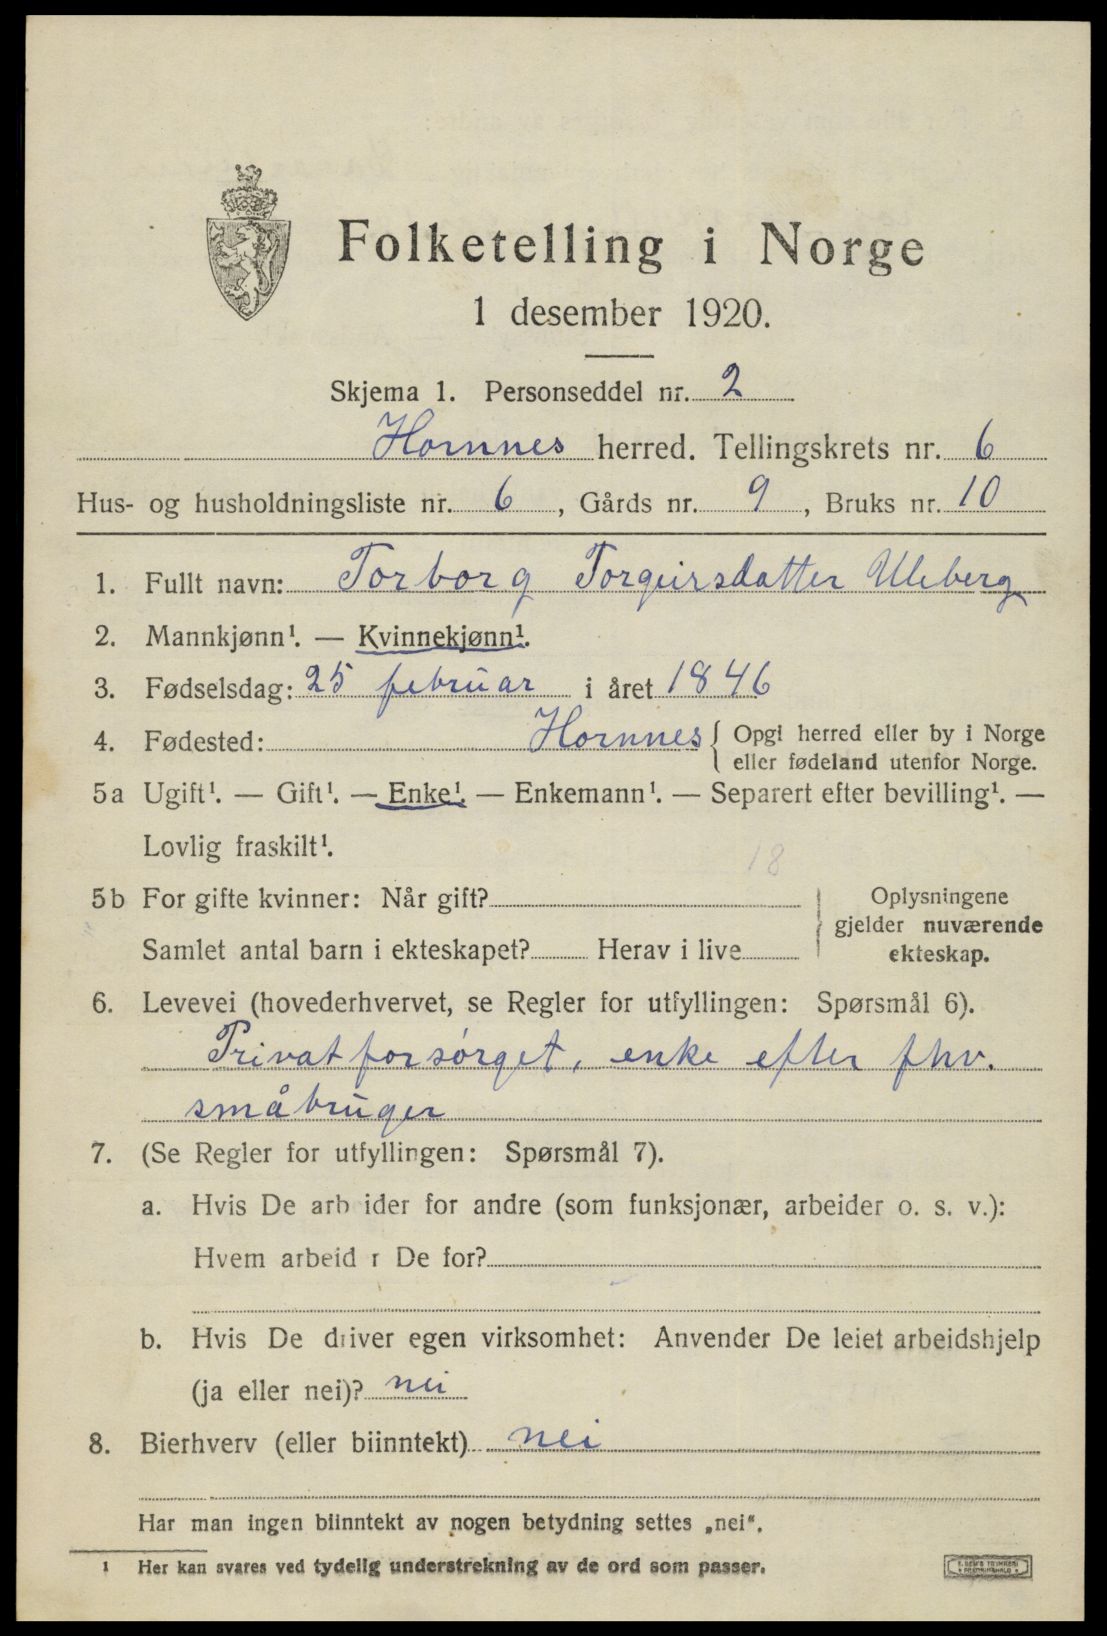 Folketelling i Norge
1 desember 1920.
Skjema 1. Personseddel nr. 2
Hornnes herred. Tellingskrets nr. 6
Hus- og husholdningsliste nr. 6, Gårds nr. 9, Bruks nr. 10
1. Fullt navn: Torborg Torgeirsdatter Uleberg
2. Mannkjønn¹. — Kvinnekjønn¹.
3. Fødselsdag: 25 februar i året 1846
4. Fødested: Hornnes { Opgi herred eller by i Norge
eller fødeland utenfor Norge.
5a Ugift¹. — Gift¹. — Enke¹. — Enkemann¹. — Separert efter bevilling¹. —
Lovlig fraskilt¹.
18
5b For gifte kvinner: Når gift?
Samlet antal barn i ekteskapet? Herav i live
Oplysningene
gjelder nuværende
ekteskap.
6. Levevei (hovederhvervet, se Regler for utfyllingen: Spørsmål 6).
Privat forsørget, enke efter fhv.
småbruger
7. (Se Regler for utfyllingen: Spørsmål 7).
a. Hvis De arb ider for andre (som funksjonær, arbeider o. s. v.):
Hvem arbeid r De for?
b. Hvis De driver egen virksomhet: Anvender De leiet arbeidshjelp
(ja eller nei)? nei
8. Bierhverv (eller biinntekt) nei
Har man ingen biinntekt av nogen betydning settes „nei".
¹ Her kan svares ved tydelig understrekning av de ord som passer.